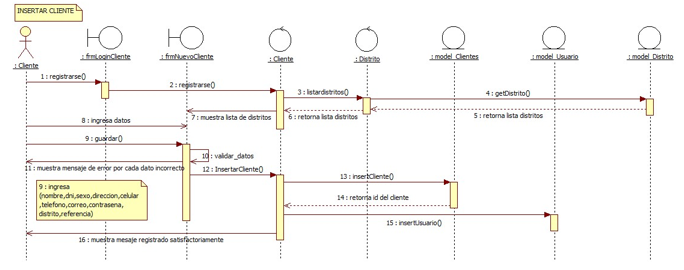 INSERTAR CLIENTE
: Cliente
: frmLoginCliente
: frmNuevoCliente
: Cliente
: Distrito
: model_Clientes
: model_Usuario
: model_Distrito
1 : registrarse()
2 : registrarse()
3 : listardistritos()
4 : getDistrito()
5 : retorna lista distritos
6 : retorna lista distritos
7 : muestra lista de distritos
8 : ingresa datos
9 : guardar()
10 : validar_datos
11 : muestra mensaje de error por cada dato incorrecto
12 : InsertarCliente()
13 : insertCliente()
14 : retorna id del cliente
9 : ingresa
(nombre,dni,sexo,direccion,celular
,telefono,correo,contrasena,
distrito,referencia)
15 : insertUsuario()
16 : muestra mesaje registrado satisfactoriamente